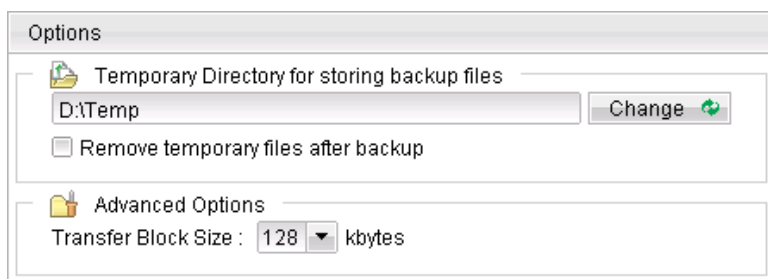 Options
Temporary Directory for storing backup files
D:\Temp Change
Remove temporary files after backup
Advanced Options
Transfer Block Size : 128 kbytes